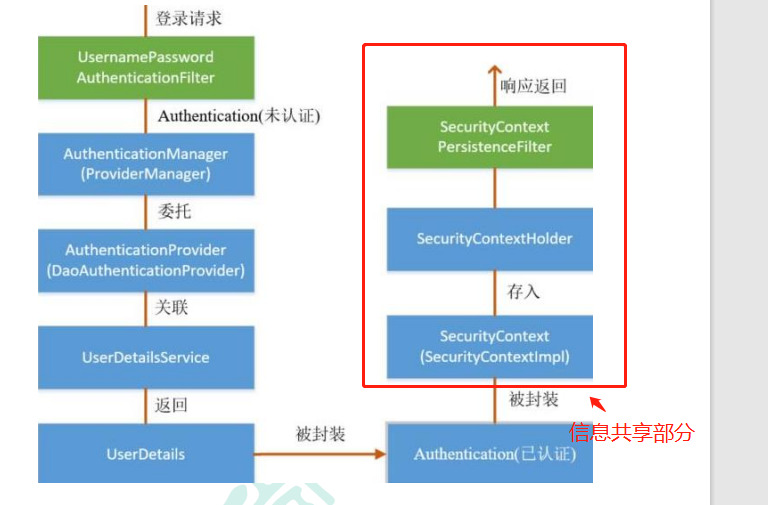 登录请求
UsernamePassword
AuthenticationFilter
Authentication(未认证)
AuthenticationManager
(ProviderManager)
委托
AuthenticationProvider
(DaoAuthenticationProvider)
关联
UserDetailsService
返回
UserDetails
被封装
Authentication(已认证)
被封装
信息共享部分
SecurityContext
(SecurityContextImpl)
存入
SecurityContextHolder
SecurityContext
PersistenceFilter
响应返回